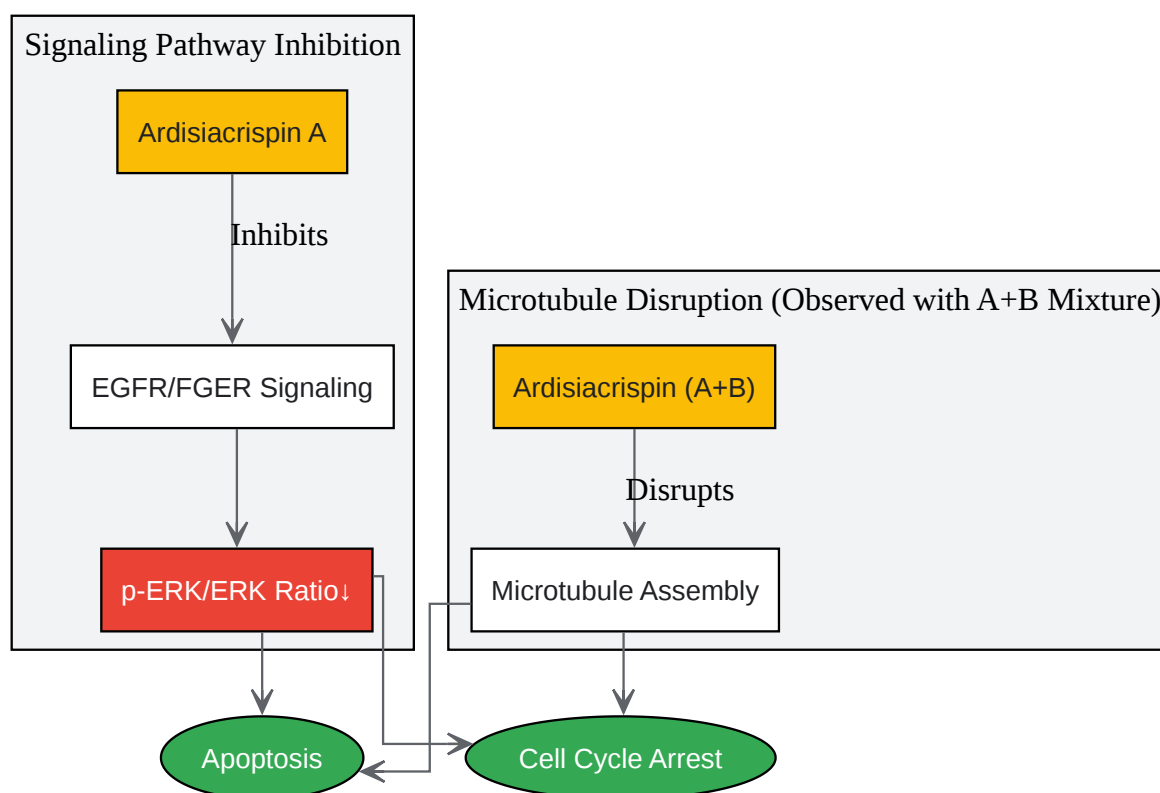 Signaling Pathway Inhibition
Ardisiacrispin A
Inhibits
EGFR/FGER Signaling
p-ERK/ERK Ratio↓
Microtubule Disruption (Observed with A+B Mixture)
Ardisiacrispin (A+B)
Disrupts
Microtubule Assembly
Apoptosis
Cell Cycle Arrest